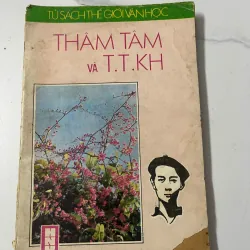 TỦ SÁCH THẾ GIỚI VĂN HỌC
THÂM TÂM
VÀ T.T.KH